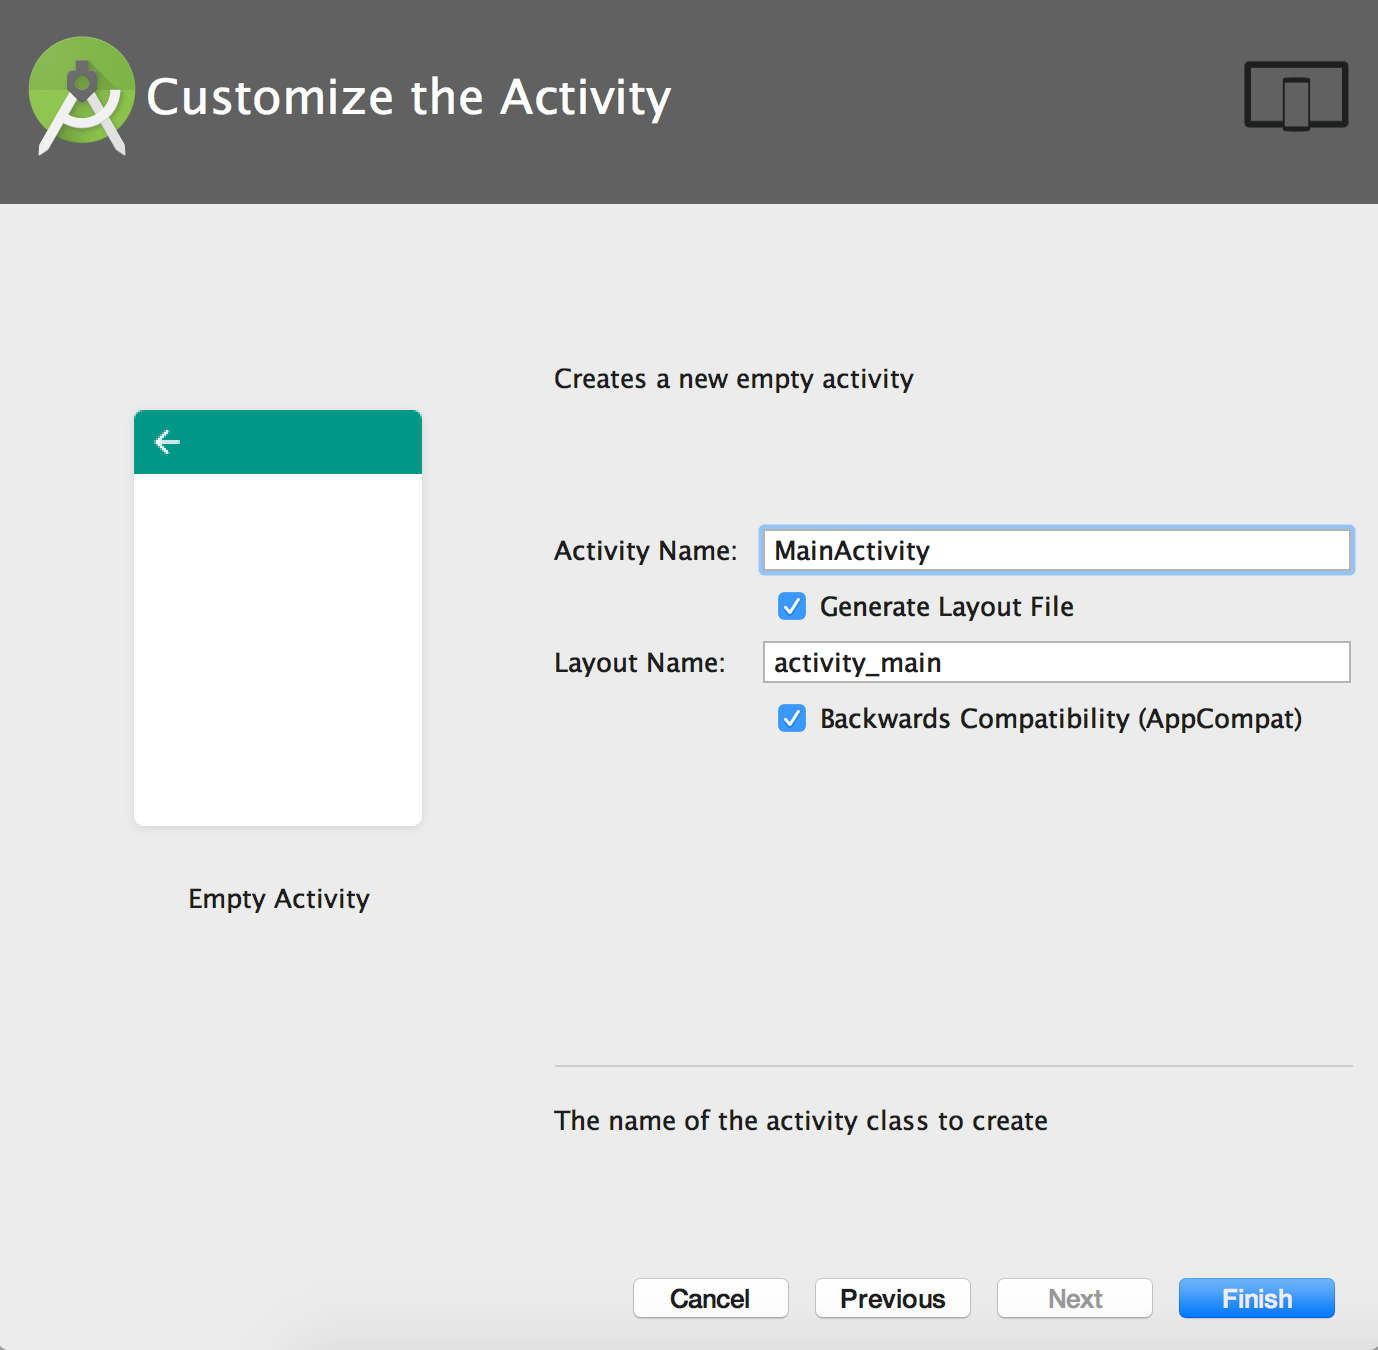 Customize the Activity
Creates a new empty activity
Activity Name: MainActivity
Generate Layout File
Layout Name: activity_main
Backwards Compatibility (AppCompat)
Empty Activity
The name of the activity class to create
Cancel Previous Next Finish